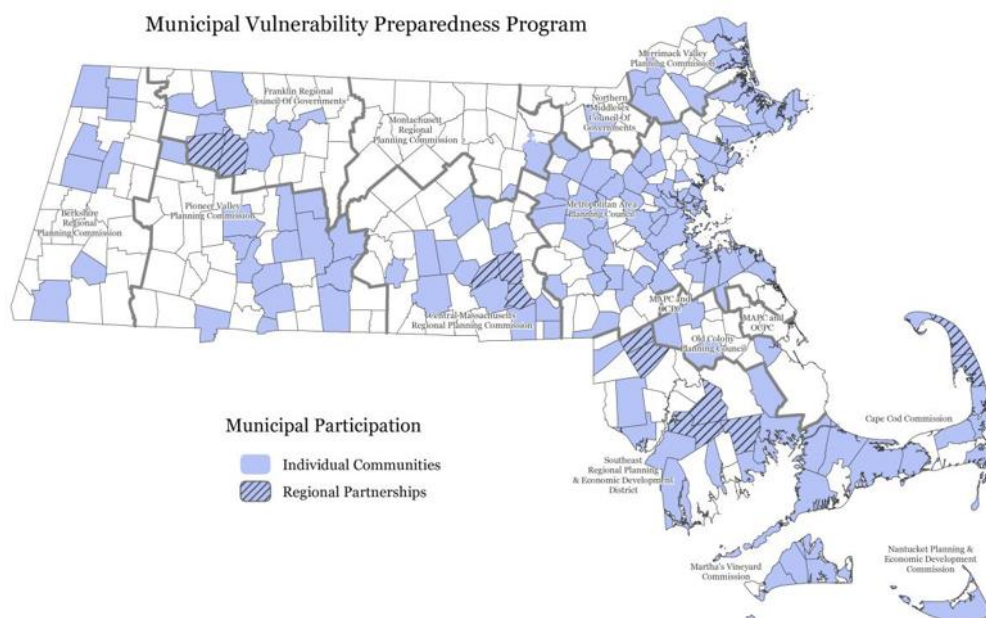 Municipal Vulnerability Preparedness Program
Merrimack Valley
Planning Commission
Franklin Regional
Council Of Governments
Northern
Middlesex
Council Of
Governments
Montachusett
Regional
Planning Commission
Metropolitan Area
Planning Council
Pioneer Valley
Planning Commission
Berkshire
Regional
Planning Commission
Central Massachusetts
Regional Planning Commission
MAPC and
OCPC
MAPC and
OCPC
Old Colony
Planning Council
Cape Cod Commission
Municipal Participation
Individual Communities
Regional Partnerships
Southeast
Regional Planning
& Economic Development
District
Martha's Vineyard
Commission
Nantucket Planning &
Economic Development
Commission